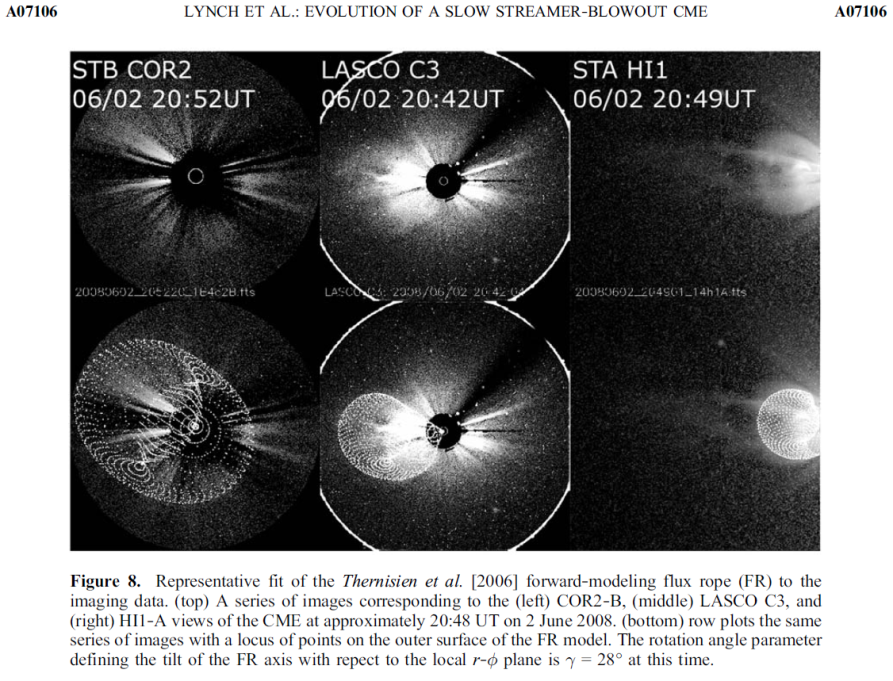 A07106
LYNCH ET AL.: EVOLUTION OF A SLOW STREAMER-BLOWOUT CME
A07106
STB COR2
06/02 20:52UT
LASCO C3
06/02 20:42UT
STA HI1
06/02 20:49UT
20080602_205220_1B4c2B.fts
LASCO C3: 2008/06/02 20:42:04
20080602_204901_14h1A.fts
Figure 8. Representative fit of the Thernisien et al. [2006] forward-modeling flux rope (FR) to the
imaging data. (top) A series of images corresponding to the (left) COR2-B, (middle) LASCO C3, and
(right) HI1-A views of the CME at approximately 20:48 UT on 2 June 2008. (bottom) row plots the same
series of images with a locus of points on the outer surface of the FR model. The rotation angle parameter
defining the tilt of the FR axis with repect to the local r-ϕ plane is γ = 28° at this time.